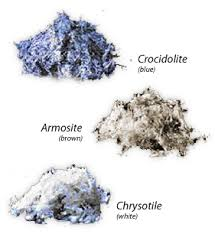 Crocidolite
(blue)
Armosite
(brown)
Chrysotile
(white)